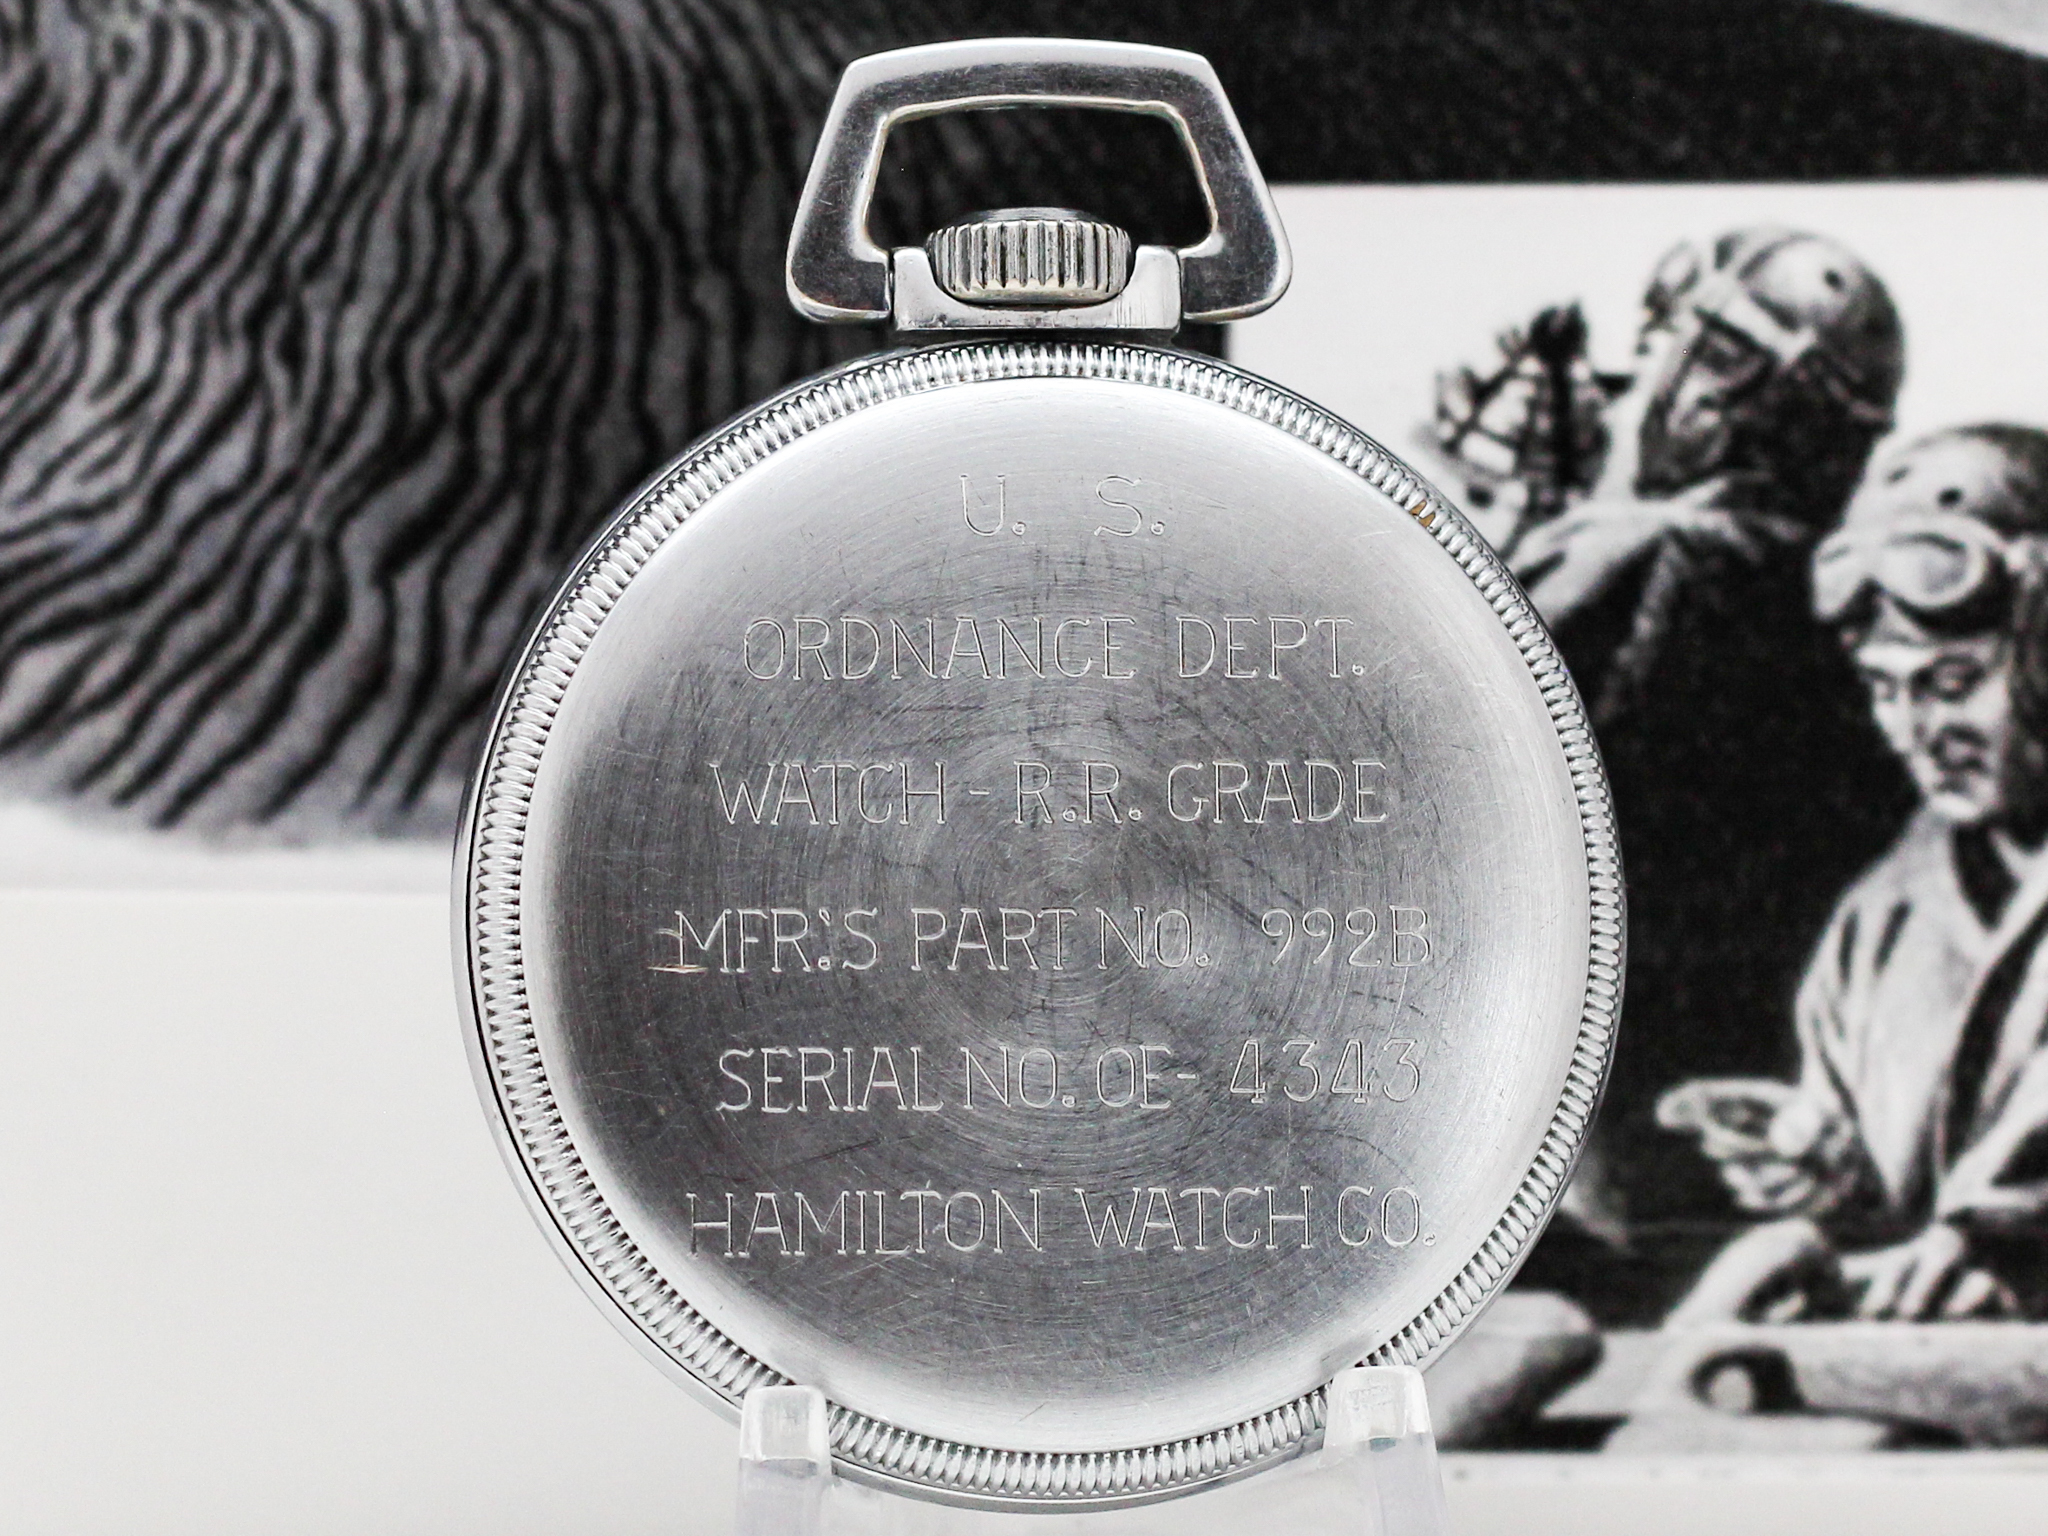 U. S.
ORDNANCE DEPT.
WATCH - R.R. GRADE
MFR.'S PART NO. 992B
SERIAL NO. OE- 4343
HAMILTON WATCH CO.